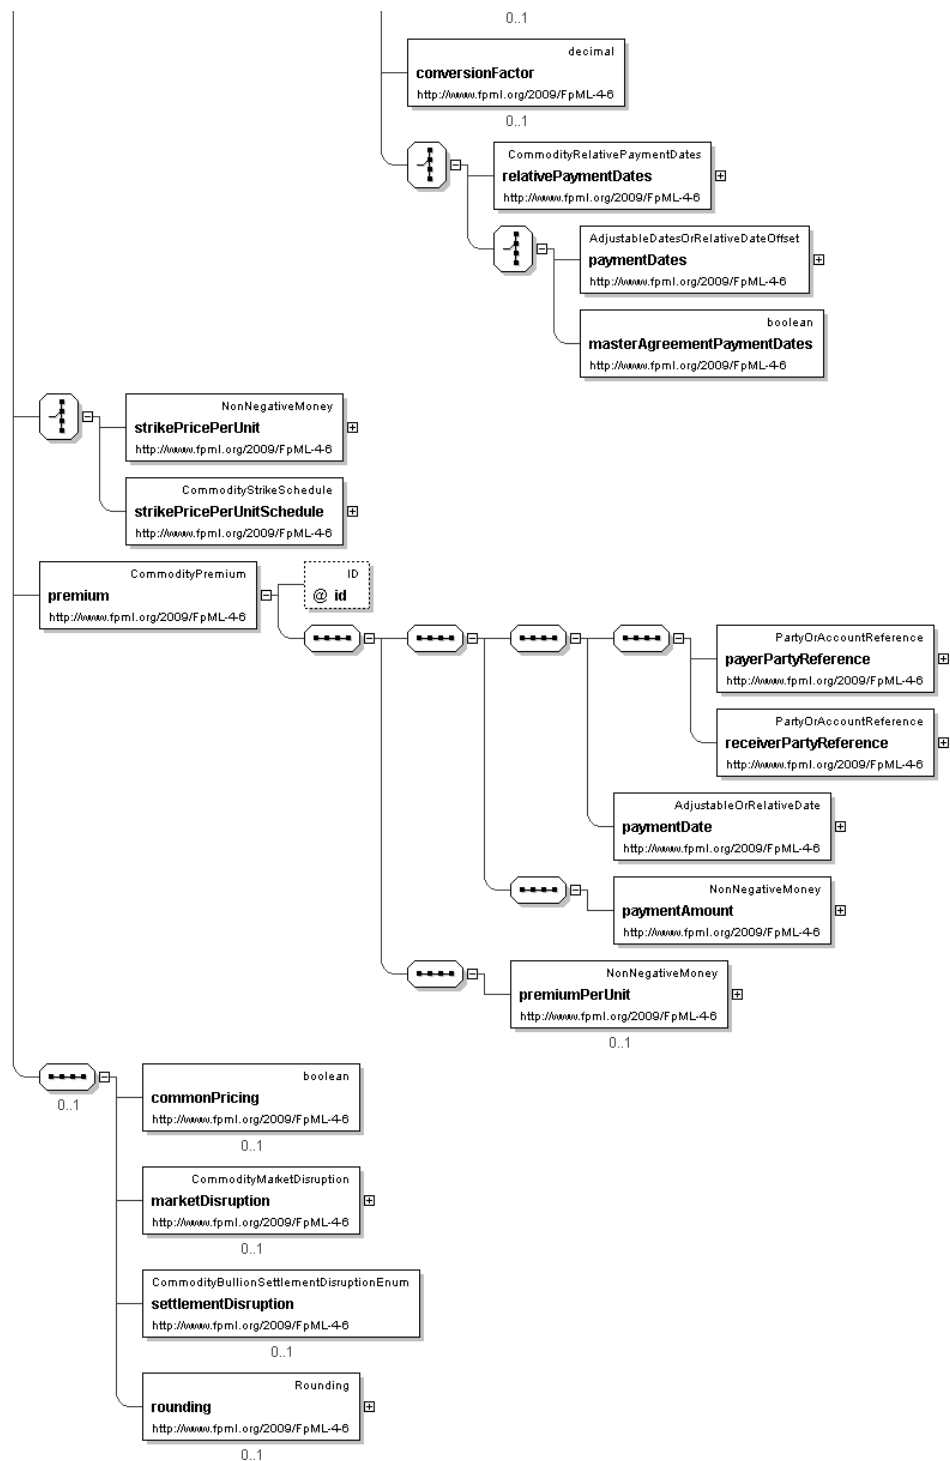 0..1
decimal
conversionFactor
http://www.fpml.org/2009/FpML-4-6
0..1
CommodityRelativePaymentDates
relativePaymentDates
http://www.fpml.org/2009/FpML-4-6
AdjustableDatesOrRelativeDateOffset
paymentDates
http://www.fpml.org/2009/FpML-4-6
boolean
masterAgreementPaymentDates
http://www.fpml.org/2009/FpML-4-6
NonNegativeMoney
strikePricePerUnit
http://www.fpml.org/2009/FpML-4-6
CommodityStrikeSchedule
strikePricePerUnitSchedule
http://www.fpml.org/2009/FpML-4-6
CommodityPremium
premium
http://www.fpml.org/2009/FpML-4-6
ID
@ id
PartyOrAccountReference
payerPartyReference
http://www.fpml.org/2009/FpML-4-6
PartyOrAccountReference
receiverPartyReference
http://www.fpml.org/2009/FpML-4-6
AdjustableOrRelativeDate
paymentDate
http://www.fpml.org/2009/FpML-4-6
NonNegativeMoney
paymentAmount
http://www.fpml.org/2009/FpML-4-6
NonNegativeMoney
premiumPerUnit
http://www.fpml.org/2009/FpML-4-6
0..1
0..1
boolean
commonPricing
http://www.fpml.org/2009/FpML-4-6
0..1
CommodityMarketDisruption
marketDisruption
http://www.fpml.org/2009/FpML-4-6
0..1
CommodityBullionSettlementDisruptionEnum
settlementDisruption
http://www.fpml.org/2009/FpML-4-6
0..1
Rounding
rounding
http://www.fpml.org/2009/FpML-4-6
0..1